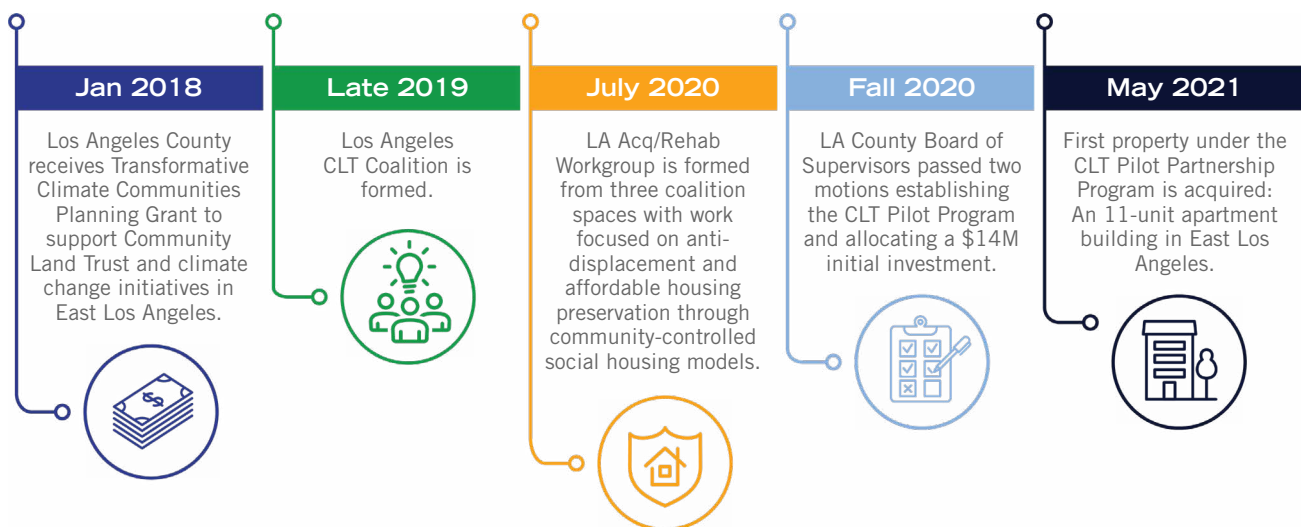 Jan 2018
Los Angeles County
receives Transformative
Climate Communities
Planning Grant to
support Community
Land Trust and climate
change initiatives in
East Los Angeles.
Late 2019
Los Angeles
CLT Coalition is
formed.
July 2020
LA Acq/Rehab
Workgroup is formed
from three coalition
spaces with work
focused on anti-
displacement and
affordable housing
preservation through
community-controlled
social housing models.
Fall 2020
LA County Board of
Supervisors passed two
motions establishing
the CLT Pilot Program
and allocating a $14M
initial investment.
May 2021
First property under the
CLT Pilot Partnership
Program is acquired:
An 11-unit apartment
building in East Los
Angeles.